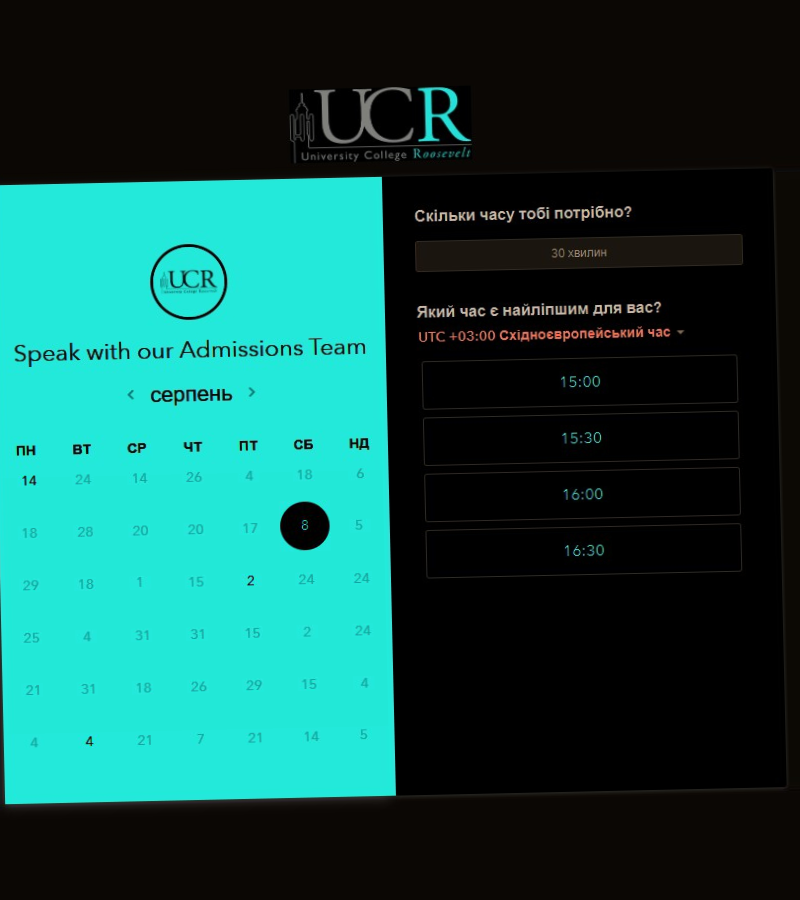 UCR
University College Roosevelt
UCR
Speak with our Admissions Team
серпень
ПН ВТ СР ЧТ ПТ СБ НД
14 24 14 26 4 18 6
18 28 20 20 17 8 5
29 18 1 15 2 24 24
25 4 31 31 15 2 24
21 31 18 26 29 15 4
4 4 21 7 21 14 5
Скільки часу тобі потрібно?
30 хвилин
Який час є найліпшим для вас?
UTC +03:00 Східноєвропейський час
15:00
15:30
16:00
16:30